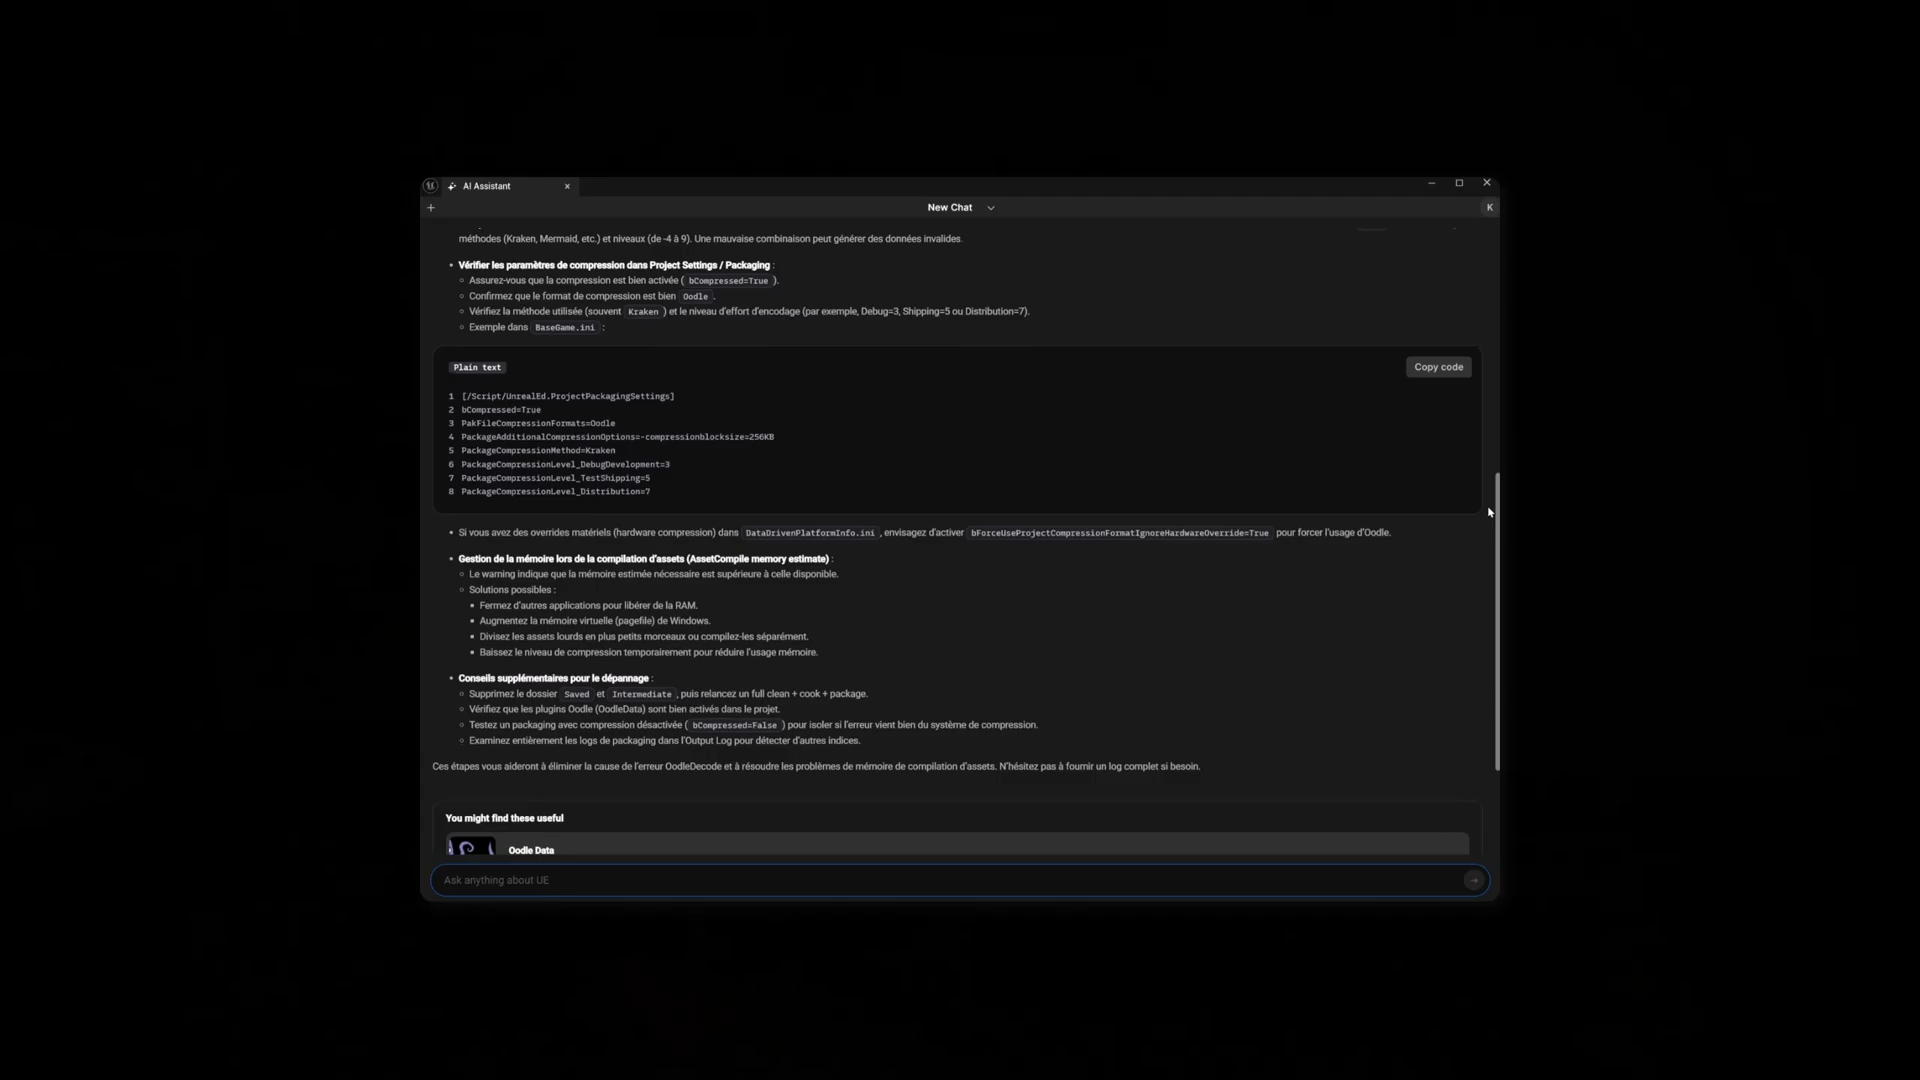 AI Assistant
New Chat
K
méthodes (Kraken, Mermaid, etc.) et niveaux (de -4 à 9). Une mauvaise combinaison peut générer des données invalides.
• Vérifier les paramètres de compression dans Project Settings / Packaging :
○ Assurez-vous que la compression est bien activée ( bCompressed=True ).
○ Confirmez que le format de compression est bien Oodle .
○ Vérifiez la méthode utilisée (souvent Kraken ) et le niveau d'effort d'encodage (par exemple, Debug=3, Shipping=5 ou Distribution=7).
○ Exemple dans BaseGame.ini :
Plain text
Copy code
1 [/Script/UnrealEd.ProjectPackagingSettings]
2 bCompressed=True
3 PakFileCompressionFormats=Oodle
4 PackageAdditionalCompressionOptions=-compressionblocksize=256KB
5 PackageCompressionMethod=Kraken
6 PackageCompressionLevel_DebugDevelopment=3
7 PackageCompressionLevel_TestShipping=5
8 PackageCompressionLevel_Distribution=7
• Si vous avez des overrides matériels (hardware compression) dans DataDrivenPlatformInfo.ini , envisagez d'activer bForceUseProjectCompressionFormatIgnoreHardwareOverride=True pour forcer l'usage d'Oodle.
• Gestion de la mémoire lors de la compilation d'assets (AssetCompile memory estimate) :
○ Le warning indique que la mémoire estimée nécessaire est supérieure à celle disponible.
○ Solutions possibles :
▪ Fermez d'autres applications pour libérer de la RAM.
▪ Augmentez la mémoire virtuelle (pagefile) de Windows.
▪ Divisez les assets lourds en plus petits morceaux ou compilez-les séparément.
▪ Baissez le niveau de compression temporairement pour réduire l'usage mémoire.
• Conseils supplémentaires pour le dépannage :
○ Supprimez le dossier Saved et Intermediate , puis relancez un full clean + cook + package.
○ Vérifiez que les plugins Oodle (OodleData) sont bien activés dans le projet.
○ Testez un packaging avec compression désactivée ( bCompressed=False ) pour isoler si l'erreur vient bien du système de compression.
○ Examinez entièrement les logs de packaging dans l'Output Log pour détecter d'autres indices.
Ces étapes vous aideront à éliminer la cause de l'erreur OodleDecode et à résoudre les problèmes de mémoire de compilation d'assets. N'hésitez pas à fournir un log complet si besoin.
You might find these useful
Oodle Data
Ask anything about UE